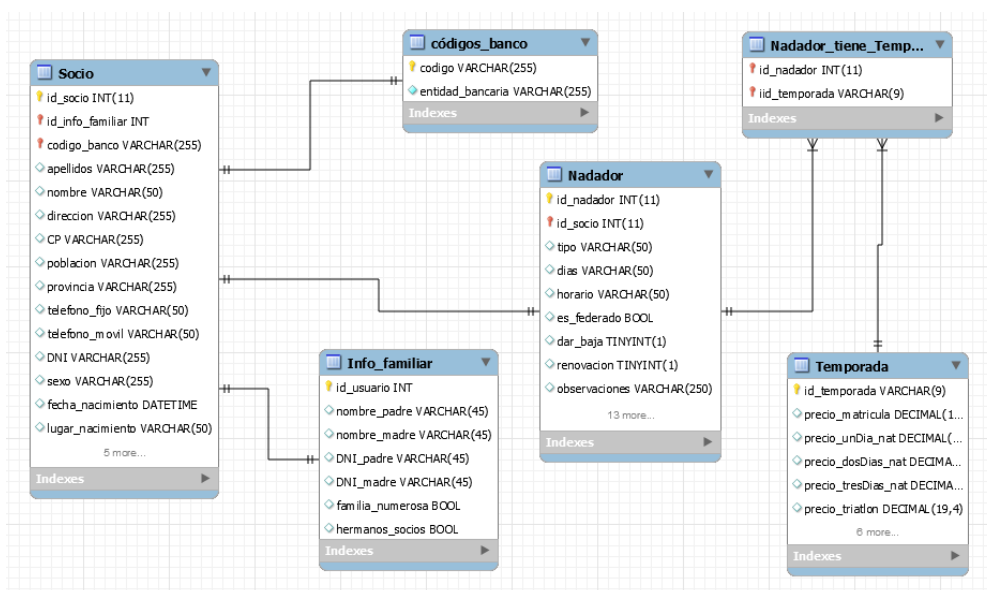 Socio
id_socio INT(11)
id_info_familiar INT
codigo_banco VARCHAR(255)
apellidos VARCHAR(255)
nombre VARCHAR(50)
direccion VARCHAR(255)
CP VARCHAR(255)
poblacion VARCHAR(255)
provincia VARCHAR(255)
telefono_fijo VARCHAR(50)
telefono_movil VARCHAR(50)
DNI VARCHAR(255)
sexo VARCHAR(255)
fecha_nacimiento DATETIME
lugar_nacimiento VARCHAR(50)
5 more...
Indexes
códigos_banco
codigo VARCHAR(255)
entidad_bancaria VARCHAR(255)
Indexes
Info_familiar
id_usuario INT
nombre_padre VARCHAR(45)
nombre_madre VARCHAR(45)
DNI_padre VARCHAR(45)
DNI_madre VARCHAR(45)
familia_numerosa BOOL
hermanos_socios BOOL
Indexes
Nadador
id_nadador INT(11)
id_socio INT(11)
tipo VARCHAR(50)
dias VARCHAR(50)
horario VARCHAR(50)
es_federado BOOL
dar_baja TINYINT(1)
renovacion TINYINT(1)
observaciones VARCHAR(250)
13 more...
Indexes
Nadador_tiene_Temp...
id_nadador INT(11)
iid_temporada VARCHAR(9)
Indexes
Temporada
id_temporada VARCHAR(9)
precio_matricula DECIMAL(1...
precio_unDia_nat DECIMAL(...
precio_dosDias_nat DECIMA...
precio_tresDias_nat DECIMA...
precio_triatlon DECIMAL(19,4)
6 more...
Indexes